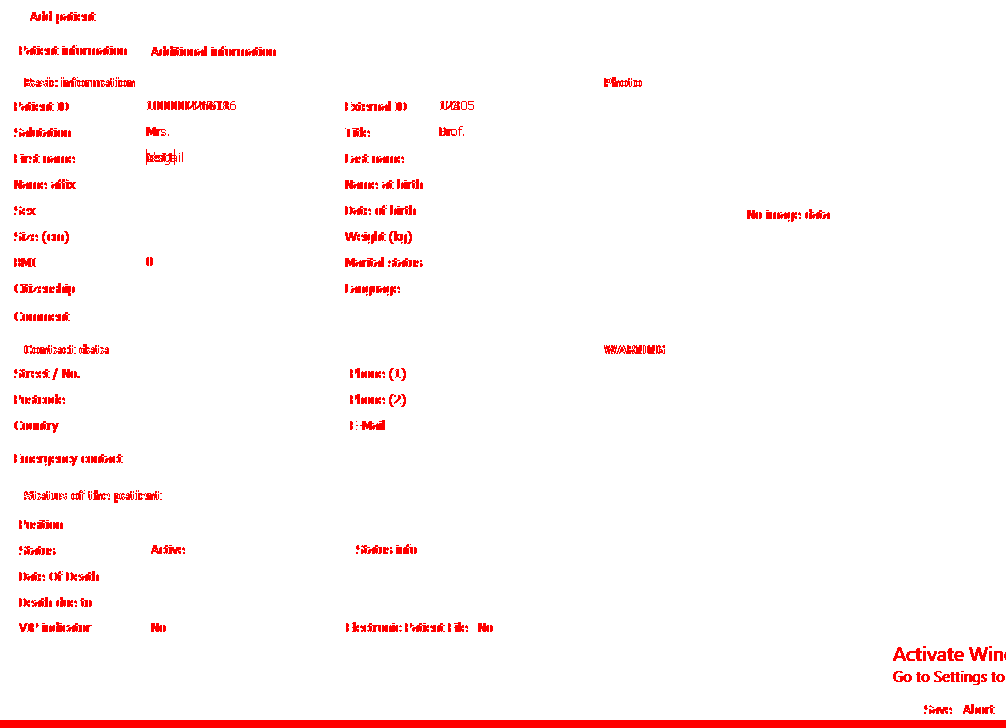 Add patient
Patient information Additional information
Basic information Photo
Patient ID External ID
Salutation Mrs. Title Prof.
First name Last name
Name affix Name at birth
Sex Date of birth
No image data
Size (cm) Weight (kg)
BMI 0 Marital status
Citizenship Language
Comment
Contact data WARNING
Street / No. Phone (1)
Postcode Phone (2)
Country E-Mail
Emergency contact
Status of the patient
Position
Status Active Status info
Date Of Death
Death due to
VIP indicator No Electronic Patient File No
Activate Win
Go to Settings to
Save Abort